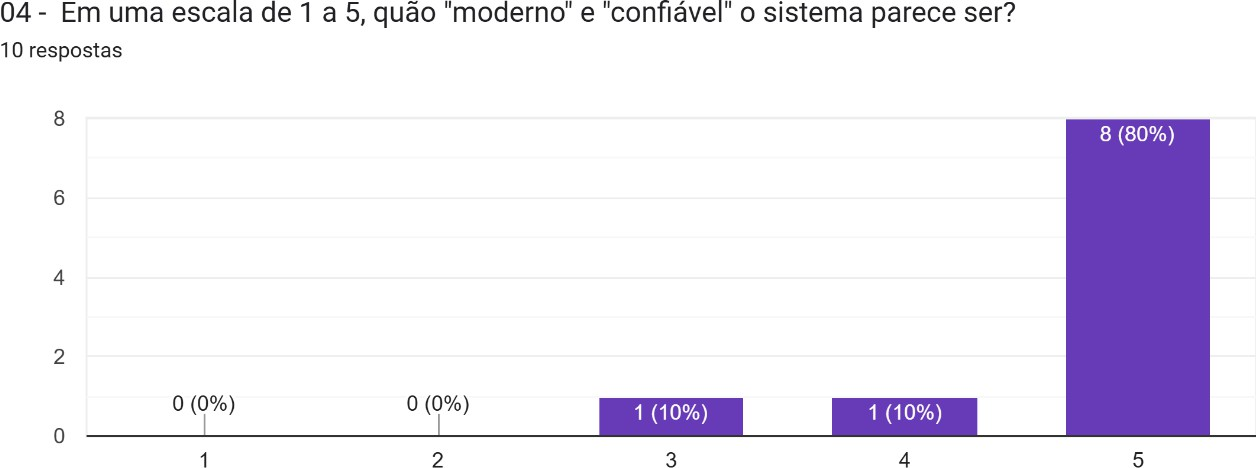 04 -  Em uma escala de 1 a 5, quão "moderno" e "confiável" o sistema parece ser?
10 respostas
8
8 (80%)
6
4
2
0 (0%) 0 (0%) 1 (10%) 1 (10%)
0
1 2 3 4 5